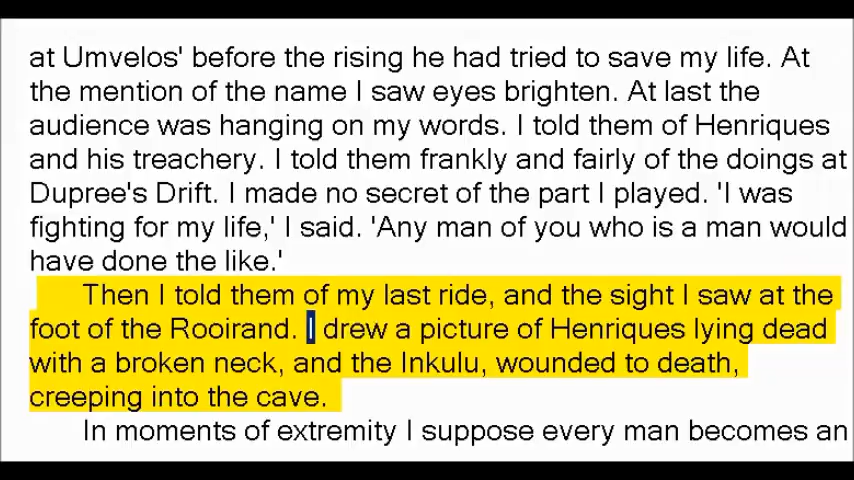 at Umvelos' before the rising he had tried to save my life. At
the mention of the name I saw eyes brighten. At last the
audience was hanging on my words. I told them of Henriques
and his treachery. I told them frankly and fairly of the doings at
Dupree's Drift. I made no secret of the part I played. 'I was
fighting for my life,' I said. 'Any man of you who is a man would
have done the like.'
Then I told them of my last ride, and the sight I saw at the
foot of the Rooirand. I drew a picture of Henriques lying dead
with a broken neck, and the Inkulu, wounded to death,
creeping into the cave.
In moments of extremity I suppose every man becomes an